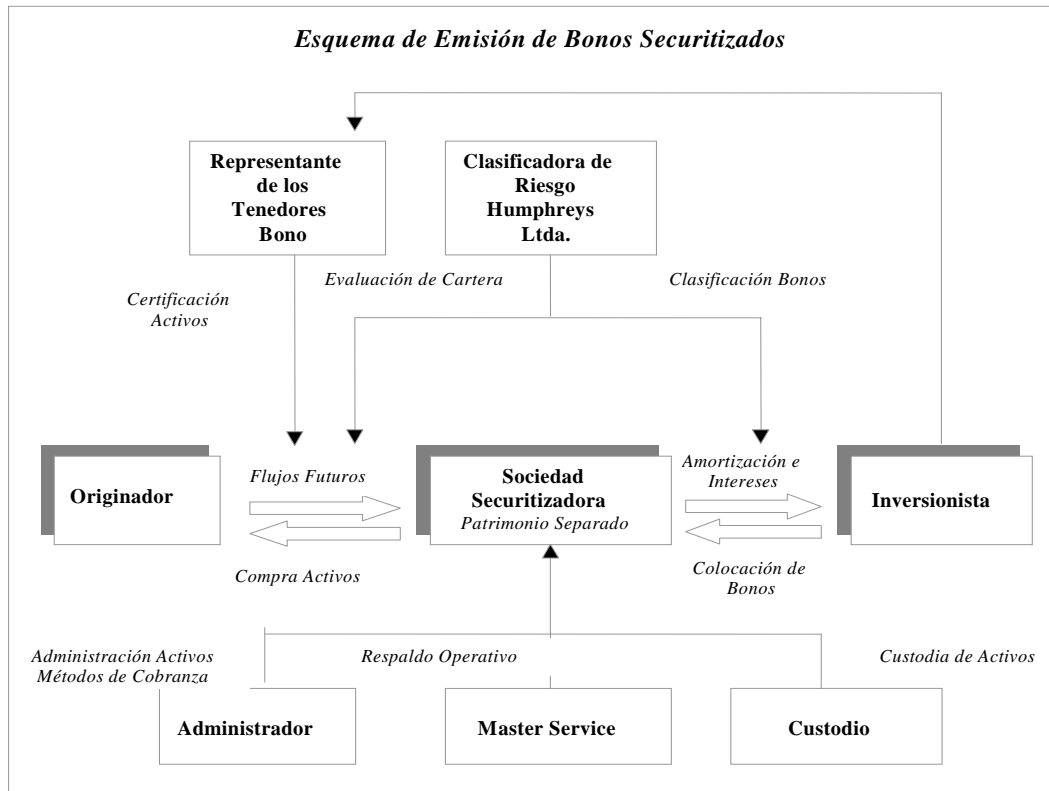 Esquema de Emisión de Bonos Securitizados
Representante
de los
Tenedores
Bono
Clasificadora de
Riesgo
Humphreys
Ltda.
Certificación
Activos
Evaluación de Cartera
Clasificación Bonos
Originador
Flujos Futuros
Compra Activos
Sociedad
Securitizadora
Patrimonio Separado
Amortización e
Intereses
Colocación de
Bonos
Inversionista
Administración Activos
Métodos de Cobranza
Respaldo Operativo
Custodia de Activos
Administrador
Master Service
Custodio